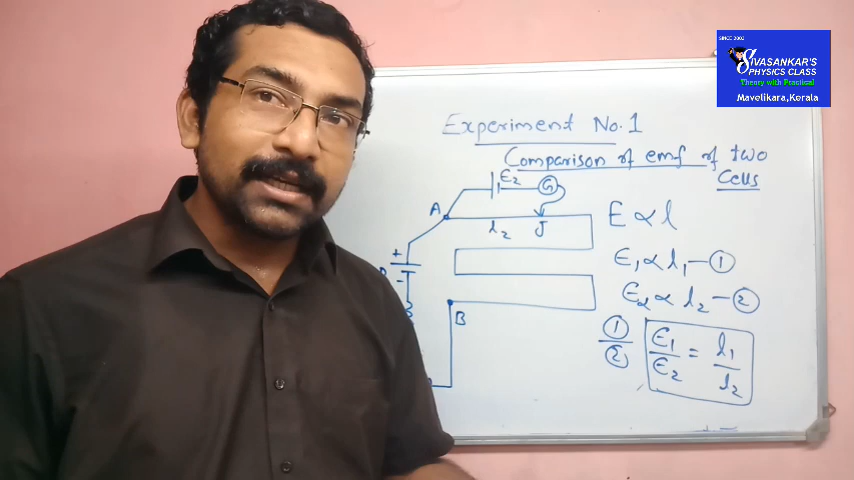 SINCE 2002
SIVASANKAR'S
PHYSICS CLASS
Theory with Practical
Mavelikara,Kerala
Experiment No.1
Comparison of emf of two
Cells
E2
G
A
l2 J
+
-
B
E ∝ l
E1 ∝ l1 — ①
E2 ∝ l2 — ②
①/② E1/E2 = l1/l2